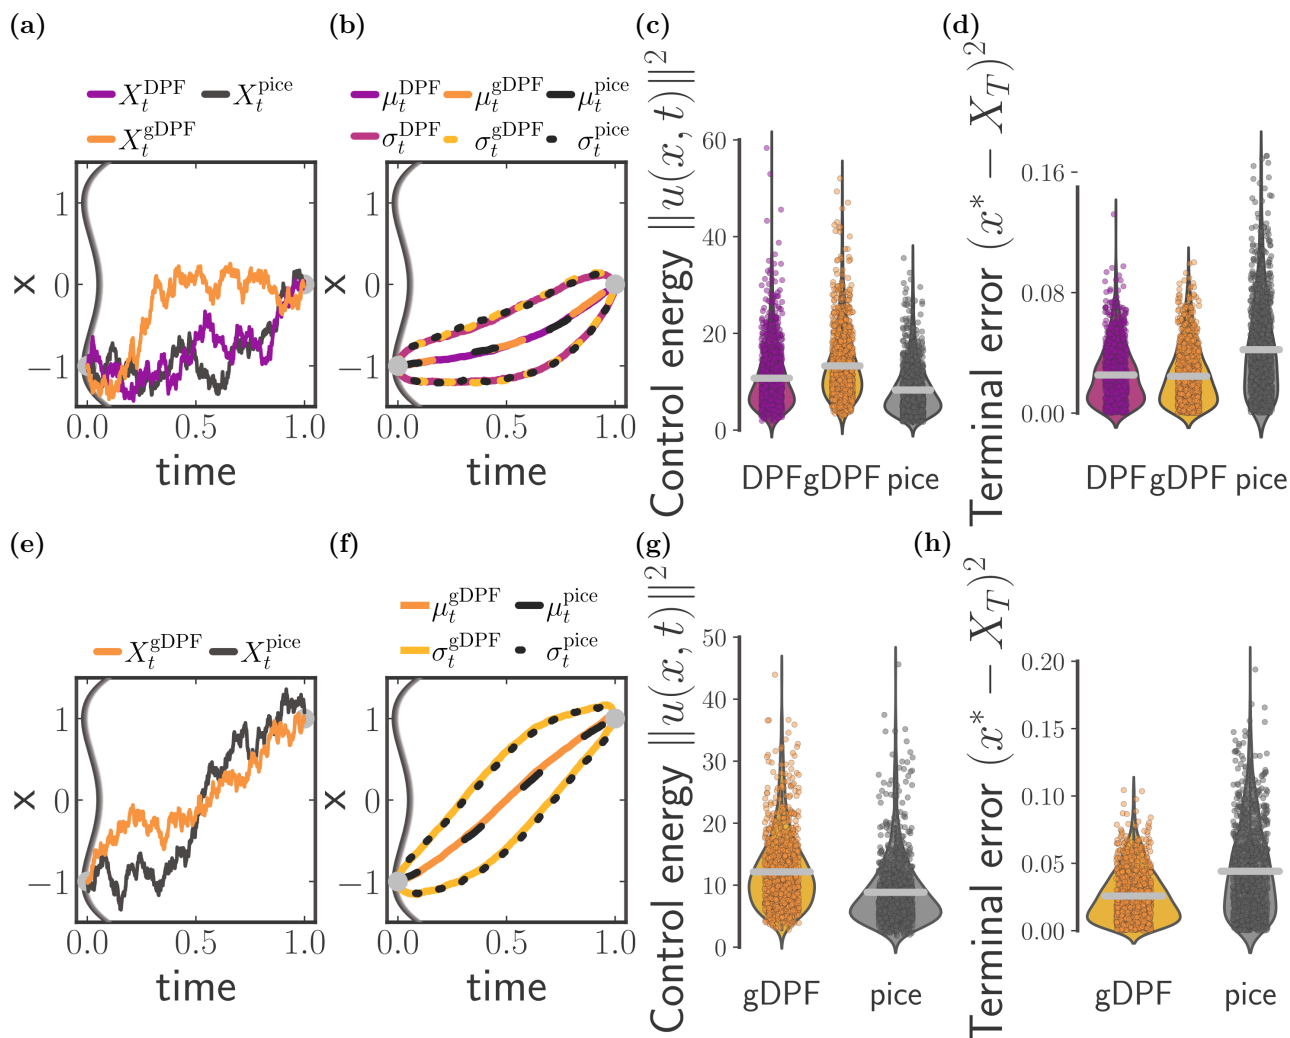 (a)
X_t^DPF X_t^pice
X_t^gDPF
x
1
0
−1
0.0 0.5 1.0
time
(b)
μ_t^DPF μ_t^gDPF μ_t^pice
σ_t^DPF σ_t^gDPF σ_t^pice
x
1
0
−1
0.0 0.5 1.0
time
(c)
Control energy ||u(x, t)||^2
60
40
20
0
DPF gDPF pice
(d)
Terminal error (x* − X_T)^2
0.16
0.08
0.00
DPF gDPF pice
(e)
X_t^gDPF X_t^pice
x
1
0
−1
0.0 0.5 1.0
time
(f)
μ_t^gDPF μ_t^pice
σ_t^gDPF σ_t^pice
x
1
0
−1
0.0 0.5 1.0
time
(g)
Control energy ||u(x, t)||^2
50
40
30
20
10
0
gDPF pice
(h)
Terminal error (x* − X_T)^2
0.20
0.15
0.10
0.05
0.00
gDPF pice